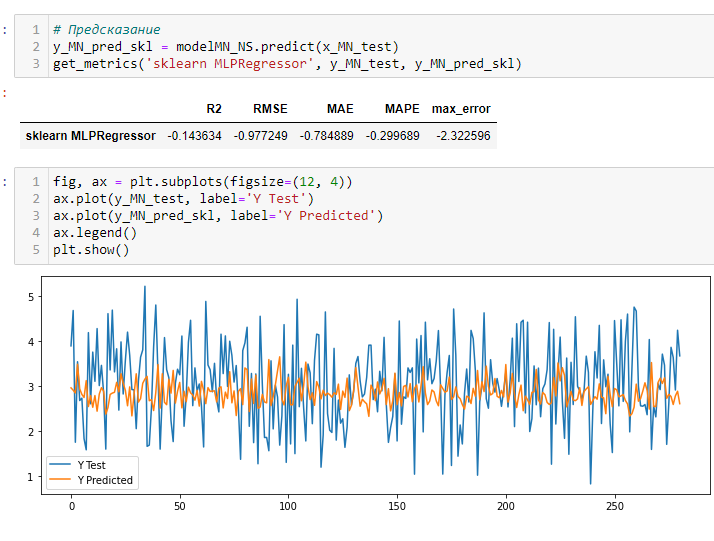 :
1 # Предсказание
2 y_MN_pred_skl = modelMN_NS.predict(x_MN_test)
3 get_metrics('sklearn MLPRegressor', y_MN_test, y_MN_pred_skl)
:
R2 RMSE MAE MAPE max_error
sklearn MLPRegressor -0.143634 -0.977249 -0.784889 -0.299689 -2.322596
:
1 fig, ax = plt.subplots(figsize=(12, 4))
2 ax.plot(y_MN_test, label='Y Test')
3 ax.plot(y_MN_pred_skl, label='Y Predicted')
4 ax.legend()
5 plt.show()
5
4
3
2
1
Y Test
Y Predicted
0 50 100 150 200 250